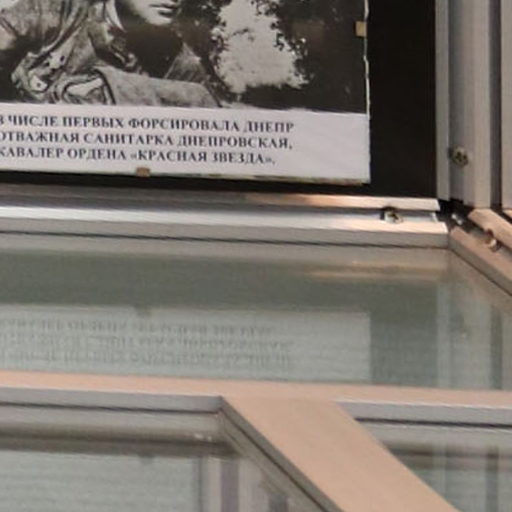 В ЧИСЛЕ ПЕРВЫХ ФОРСИРОВАЛА ДНЕПР
ОТВАЖНАЯ САНИТАРКА ДНЕПРОВСКАЯ,
КАВАЛЕР ОРДЕНА «КРАСНАЯ ЗВЕЗДА».